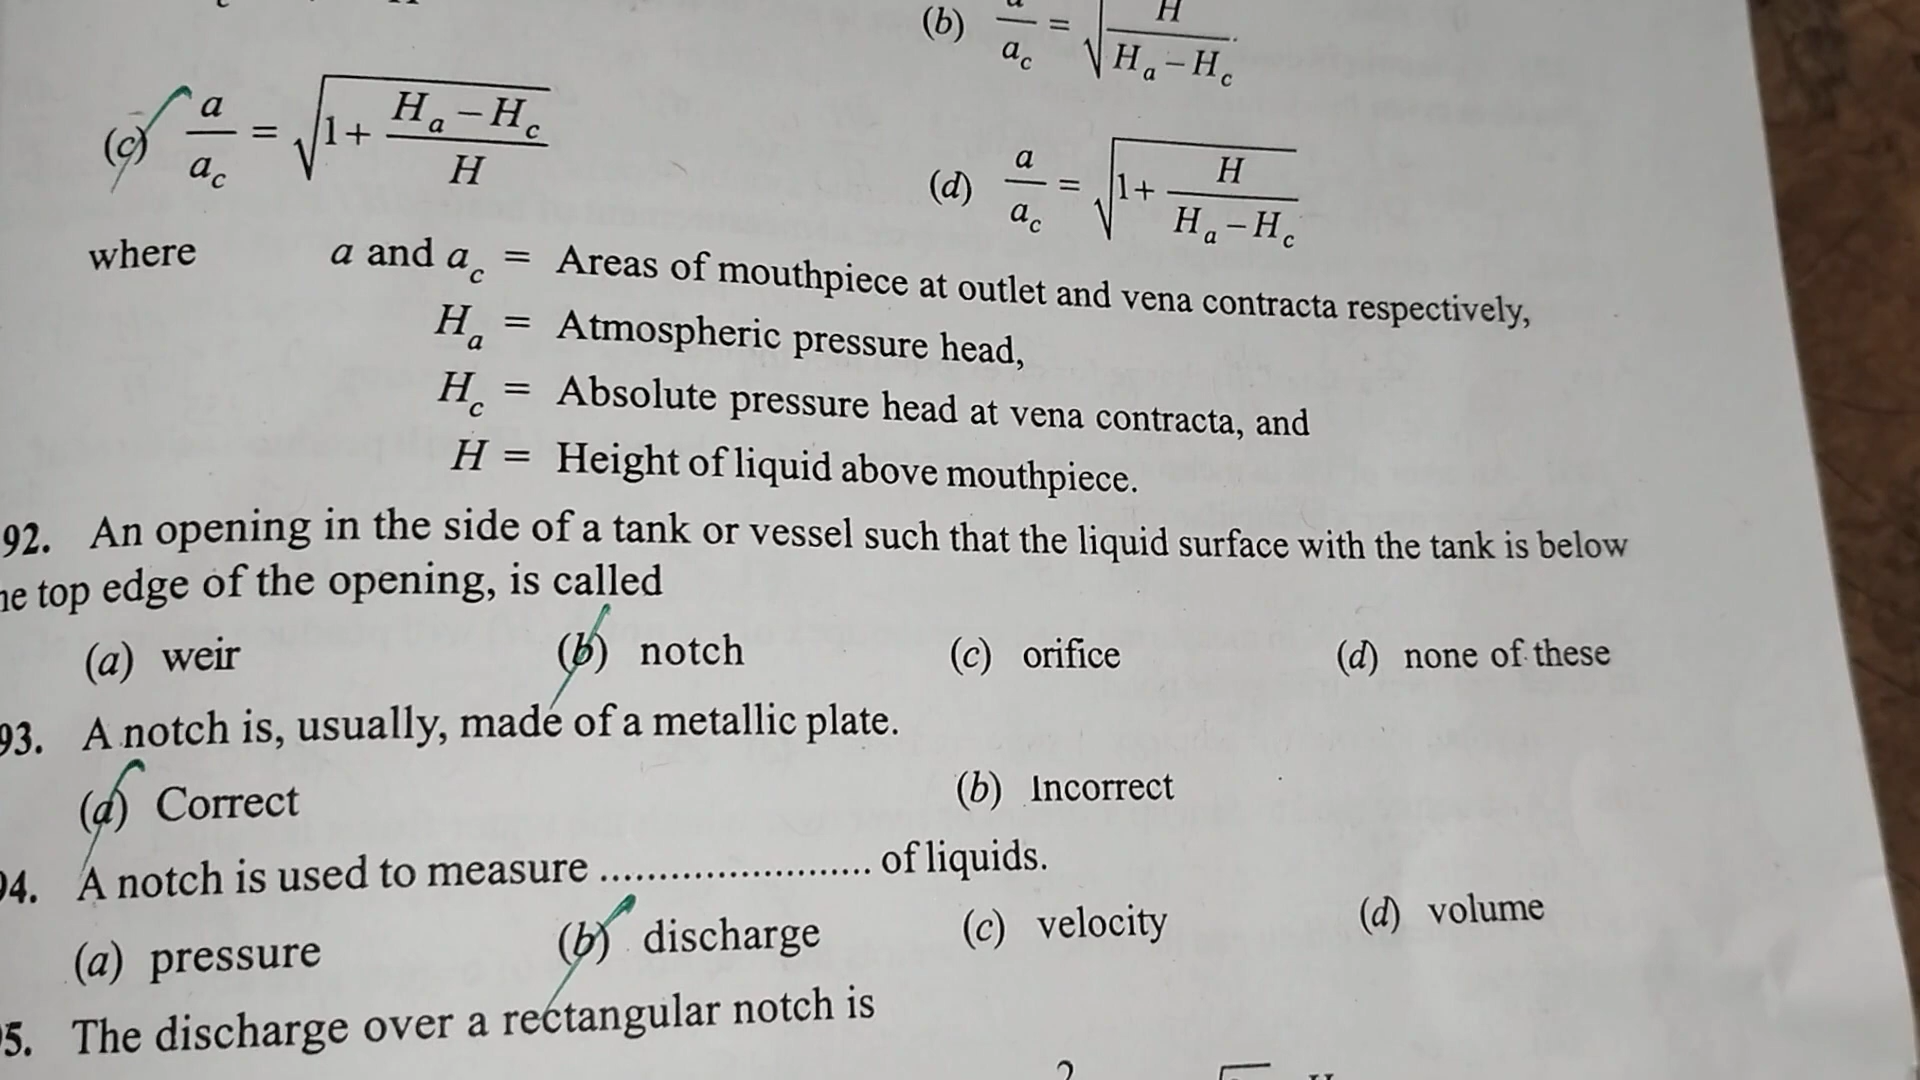 (b) a/a_c = √(H/(H_a − H_c))
(c) a/a_c = √(1+ (H_a − H_c)/H)
(d) a/a_c = √(1+ H/(H_a − H_c))
where a and a_c = Areas of mouthpiece at outlet and vena contracta respectively,
H_a = Atmospheric pressure head,
H_c = Absolute pressure head at vena contracta, and
H = Height of liquid above mouthpiece.
92. An opening in the side of a tank or vessel such that the liquid surface with the tank is below
top edge of the opening, is called
(a) weir (b) notch (c) orifice (d) none of these
93. A notch is, usually, made of a metallic plate.
(a) Correct (b) Incorrect
94. A notch is used to measure ........................ of liquids.
(a) pressure (b) discharge (c) velocity (d) volume
5. The discharge over a rectangular notch is